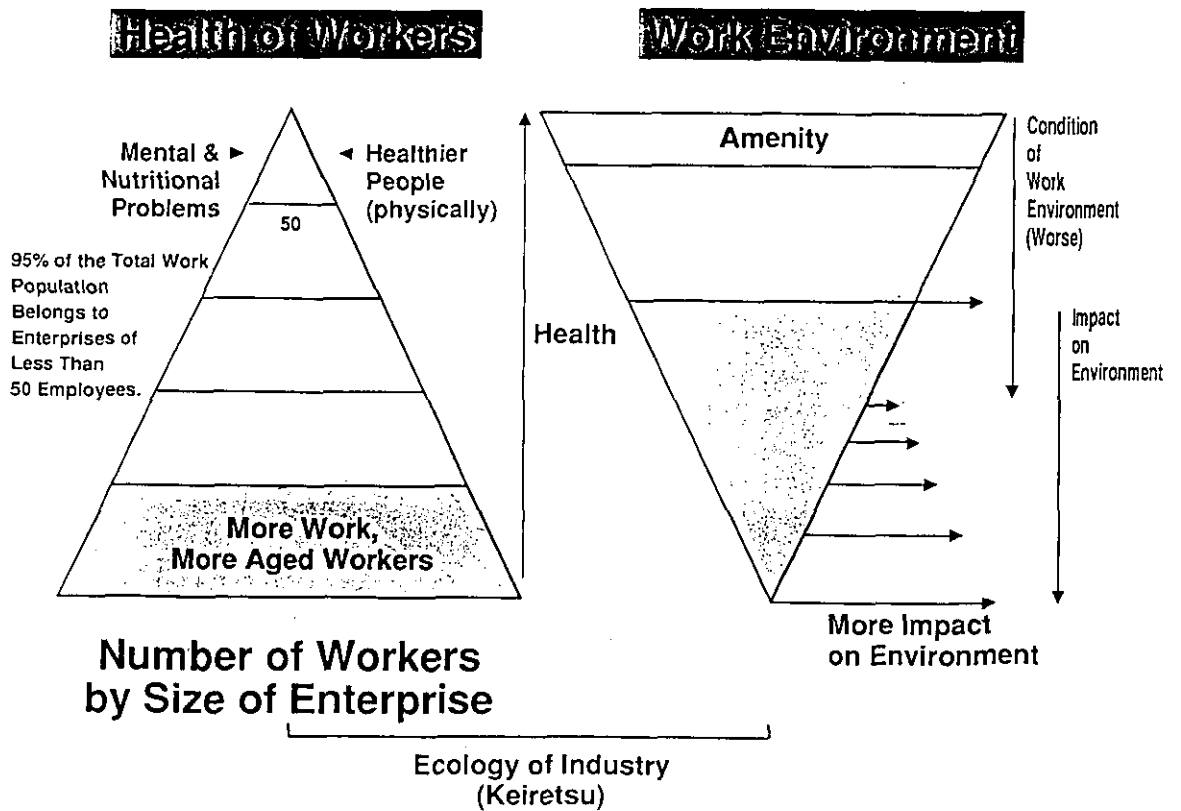 Health of Workers
Work Environment
Mental &
Nutritional
Problems
Healthier
People
(physically)
50
95% of the Total Work
Population
Belongs to
Enterprises of
Less Than
50 Employees.
More Work,
More Aged Workers
Number of Workers
by Size of Enterprise
Health
Amenity
Condition
of
Work
Environment
(Worse)
Impact
on
Environment
More Impact
on Environment
Ecology of Industry
(Keiretsu)